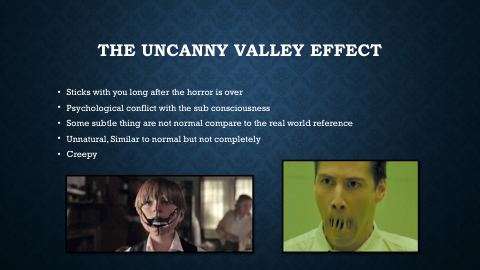 THE UNCANNY VALLEY EFFECT
• Sticks with you long after the horror is over
• Psychological conflict with the sub consciousness
• Some subtle thing are not normal compare to the real world reference
• Unnatural, Similar to normal but not completely
• Creepy